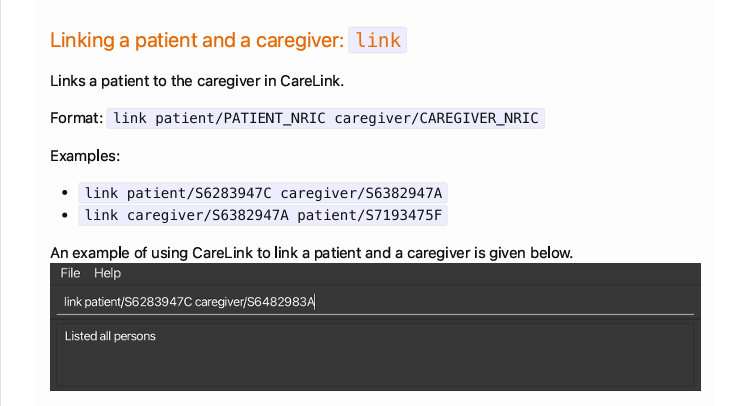 Linking a patient and a caregiver: link
Links a patient to the caregiver in CareLink.
Format: link patient/PATIENT_NRIC caregiver/CAREGIVER_NRIC
Examples:
• link patient/S6283947C caregiver/S6382947A
• link caregiver/S6382947A patient/S7193475F
An example of using CareLink to link a patient and a caregiver is given below.
File Help
link patient/S6283947C caregiver/S6482983A
Listed all persons